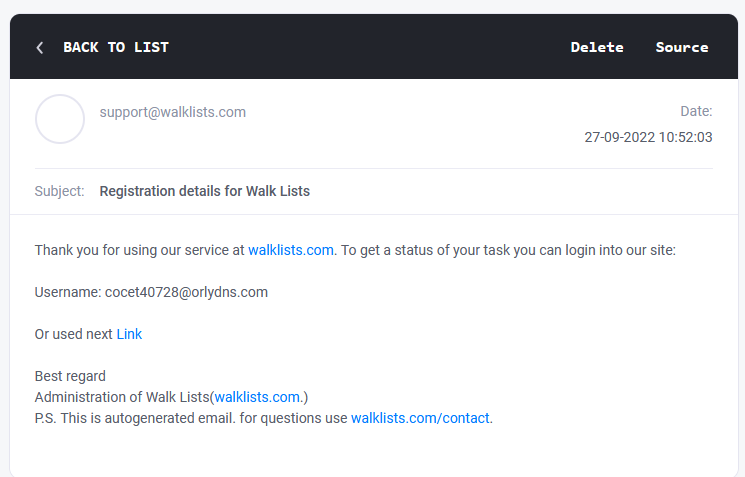 BACK TO LIST
Delete
Source
support@walklists.com
Date:
27-09-2022 10:52:03
Subject: Registration details for Walk Lists
Thank you for using our service at walklists.com. To get a status of your task you can login into our site:
Username: cocet40728@orlydns.com
Or used next Link
Best regard
Administration of Walk Lists(walklists.com.)
P.S. This is autogenerated email. for questions use walklists.com/contact.